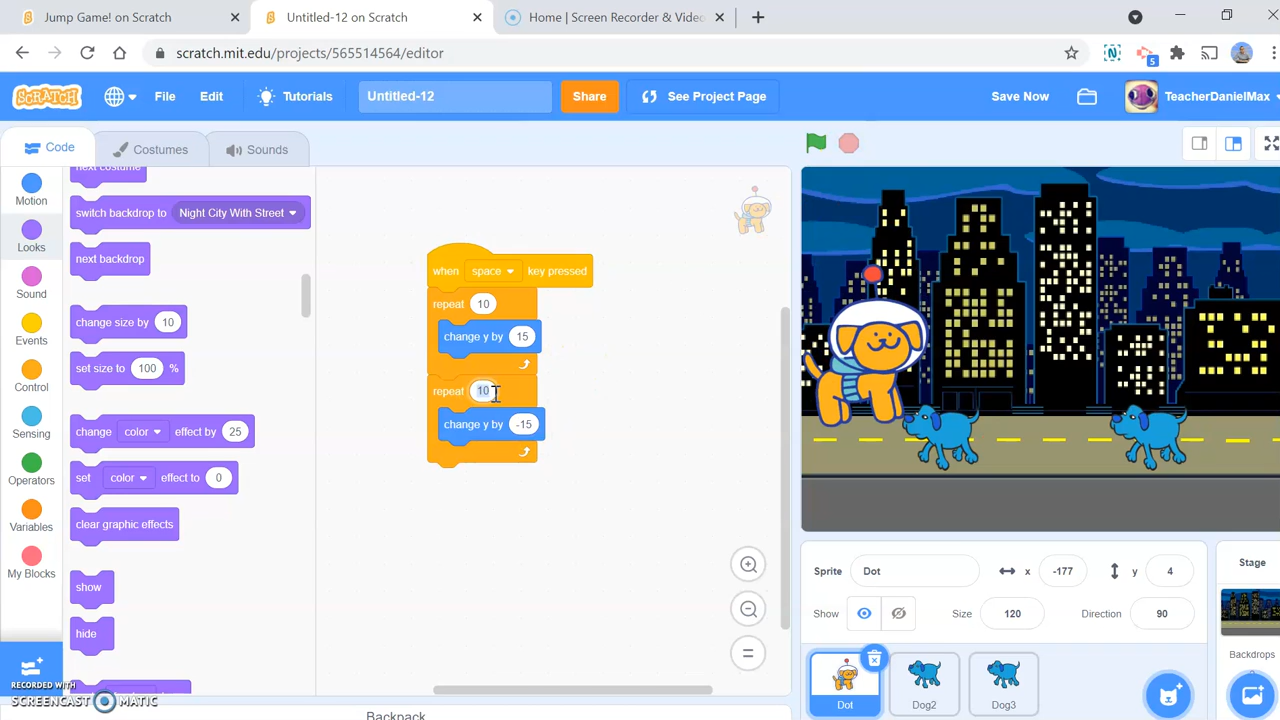 Jump Game! on Scratch
Untitled-12 on Scratch
Home | Screen Recorder & Video
scratch.mit.edu/projects/565514564/editor
5
SCRATCH
File
Edit
Tutorials
Untitled-12
Share
See Project Page
Save Now
TeacherDanielMax
Code
Costumes
Sounds
Motion
Looks
Sound
Events
Control
Sensing
Operators
Variables
My Blocks
next costume
switch backdrop to Night City With Street
next backdrop
change size by 10
set size to 100 %
change color effect by 25
set color effect to 0
clear graphic effects
show
hide
when space key pressed
repeat 10
change y by 15
repeat 10
change y by -15
Sprite Dot x -177 y 4
Show Size 120 Direction 90
Dot
Dog2
Dog3
Stage
Backdrops
Backpack
RECORDED WITH
SCREENCAST MATIC